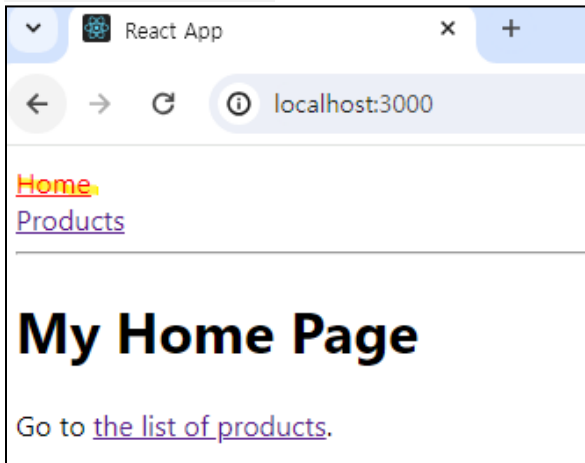 React App
localhost:3000
Home
Products
My Home Page
Go to the list of products.